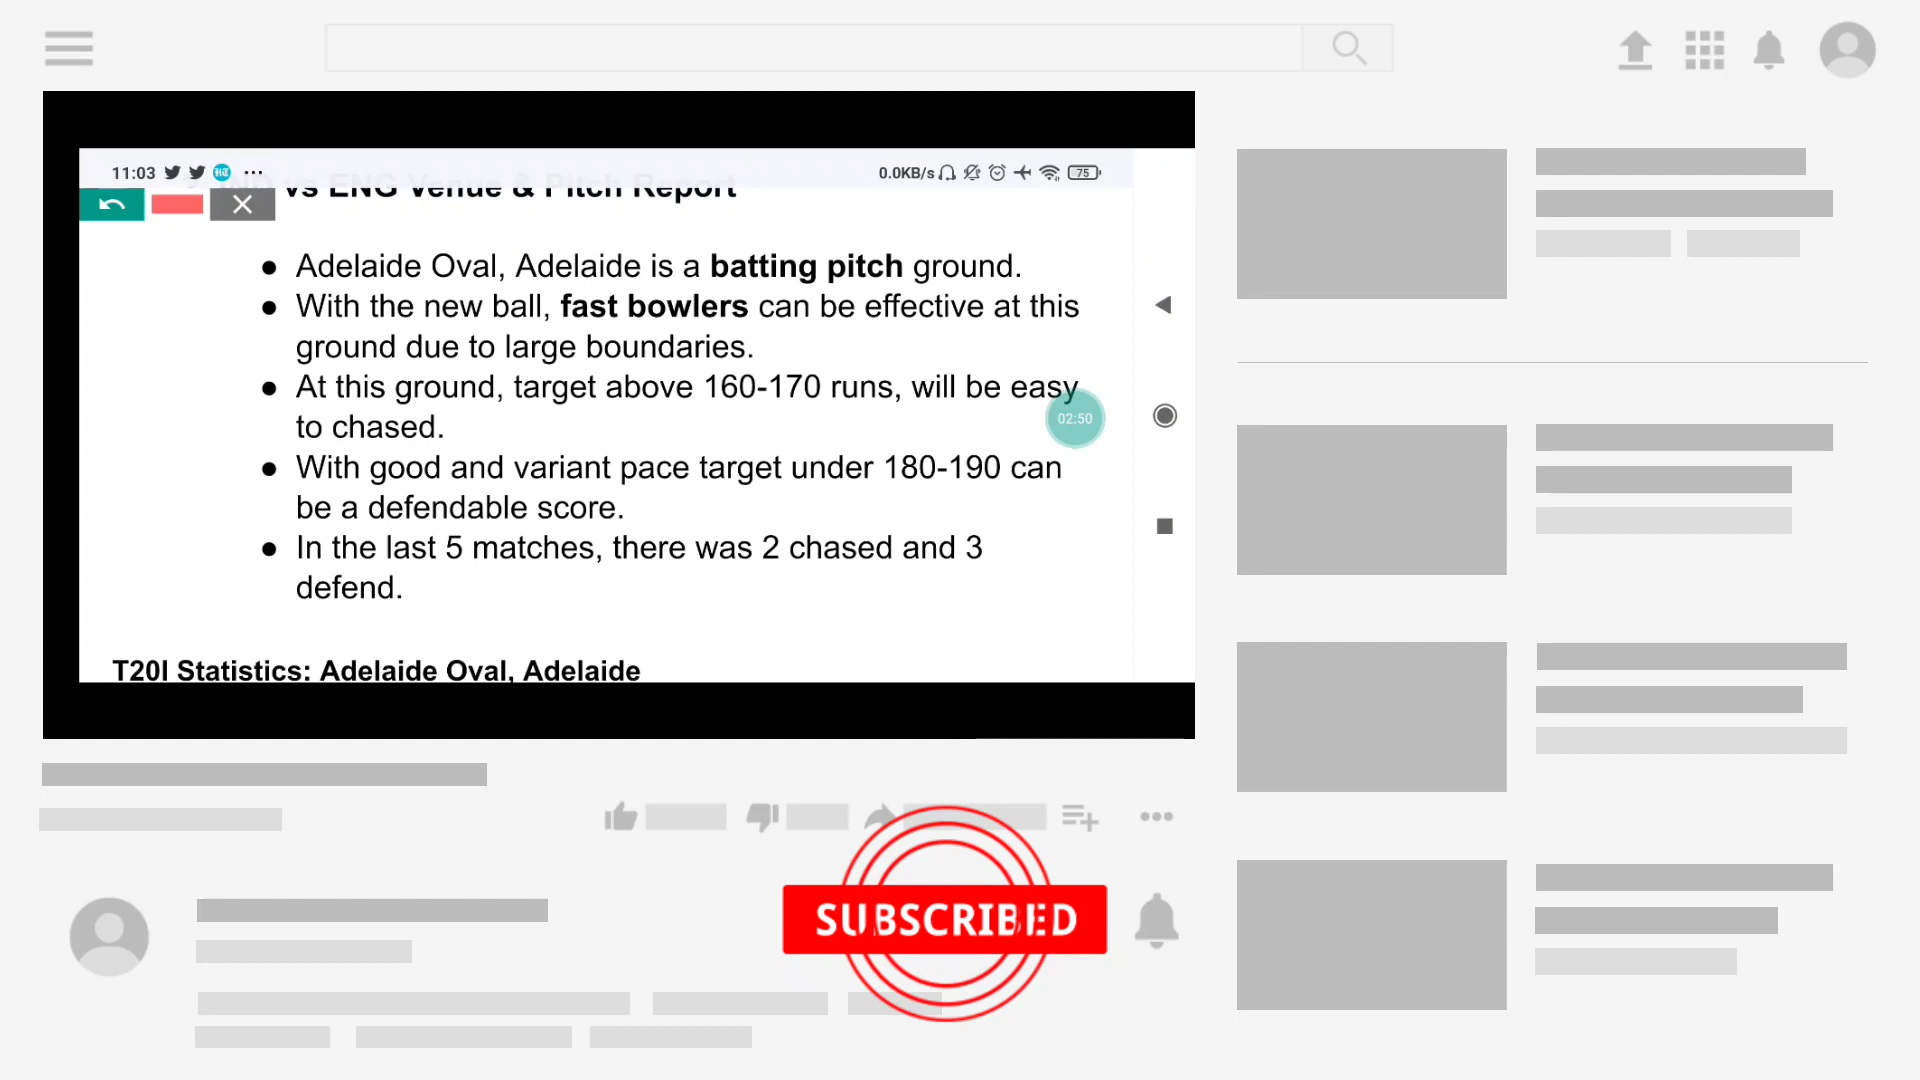 11:03 ... 0.0KB/s 75
IND vs ENG Venue & Pitch Report
● Adelaide Oval, Adelaide is a batting pitch ground.
● With the new ball, fast bowlers can be effective at this
ground due to large boundaries.
● At this ground, target above 160-170 runs, will be easy
to chased.
02:50
● With good and variant pace target under 180-190 can
be a defendable score.
● In the last 5 matches, there was 2 chased and 3
defend.
T20I Statistics: Adelaide Oval, Adelaide
SUBSCRIBED